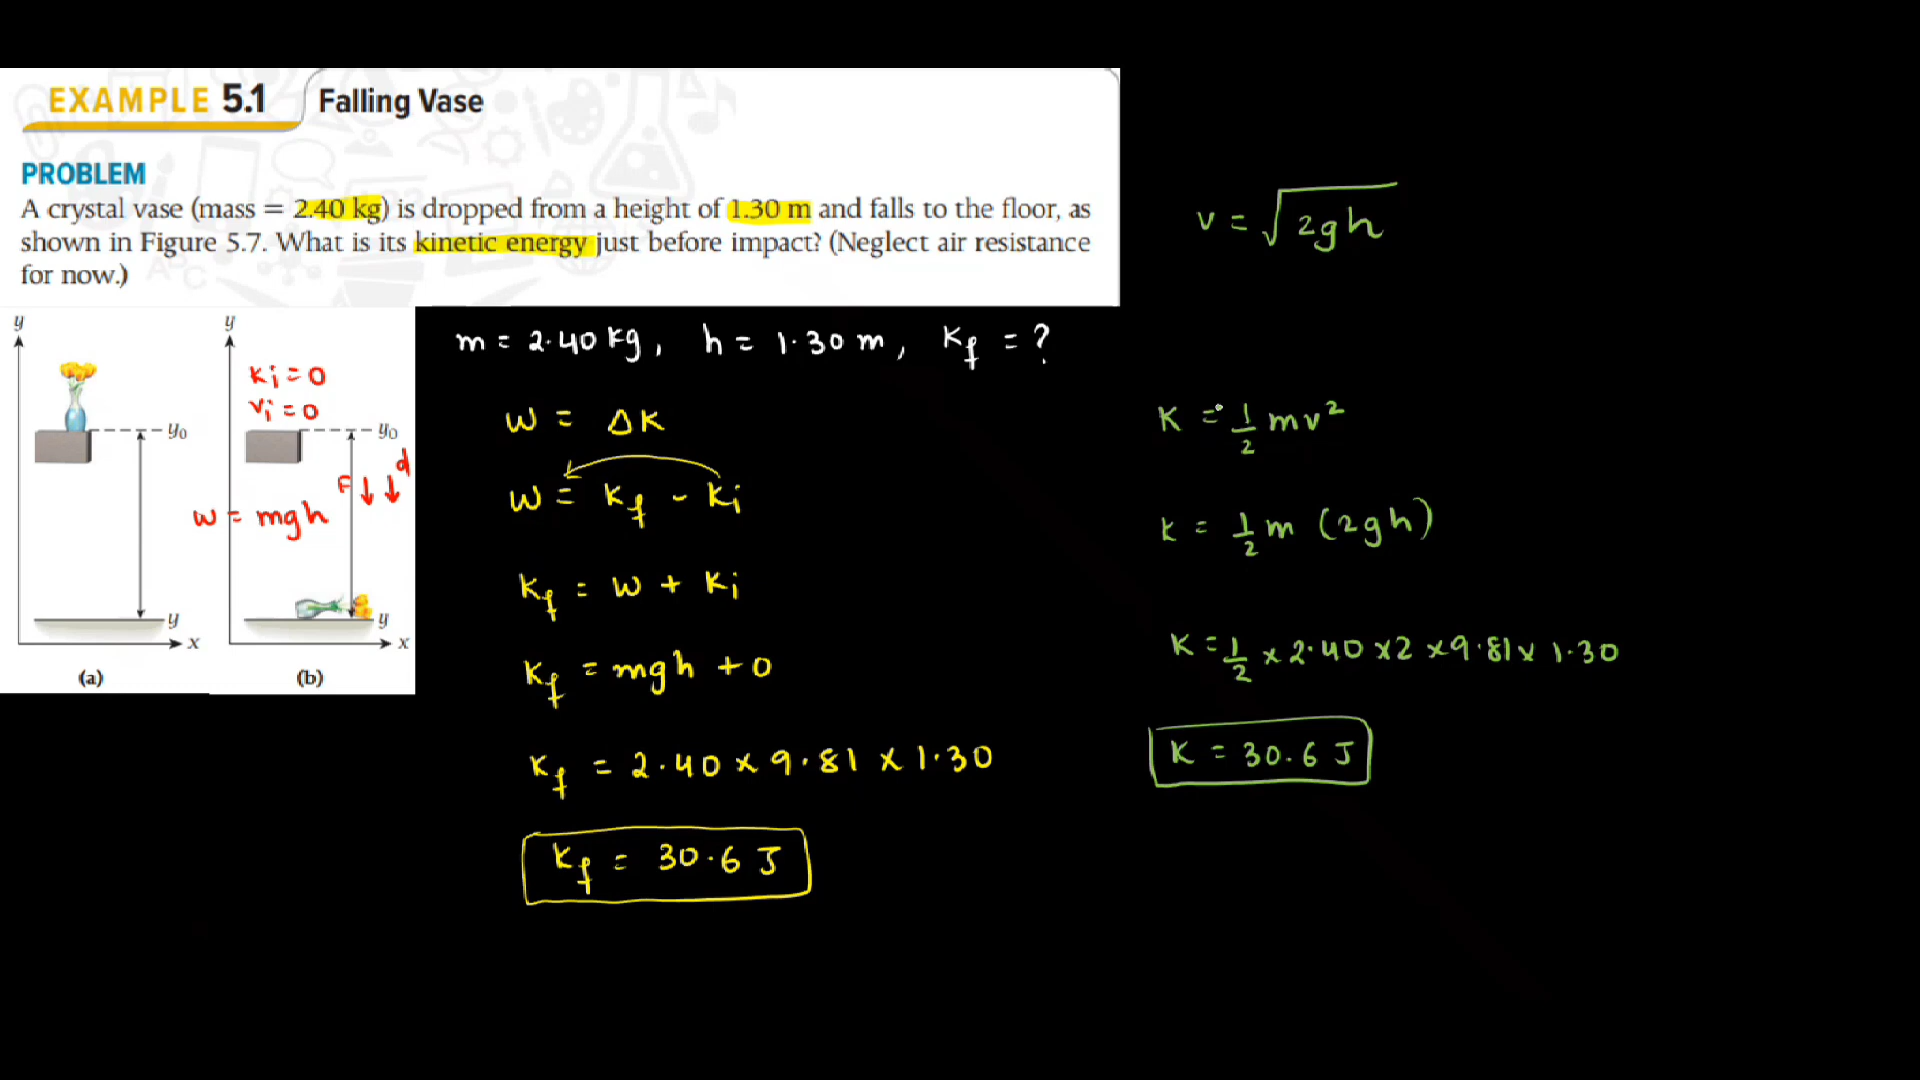 EXAMPLE 5.1 Falling Vase
PROBLEM
A crystal vase (mass = 2.40 kg) is dropped from a height of 1.30 m and falls to the floor, as
shown in Figure 5.7. What is its kinetic energy just before impact? (Neglect air resistance
for now.)
y
y₀
y
x
(a)
y
Ki = 0
Vi = 0
y₀
F↓ ↓d
W = mgh
y
x
(b)
m = 2.40 kg, h = 1.30 m, Kf = ?
W = ΔK
W = Kf - Ki
Kf = W + Ki
Kf = mgh + 0
Kf = 2.40 × 9.81 × 1.30
Kf = 30.6 J
v = √2gh
K = 1/2 mv²
K = 1/2 m (2gh)
K = 1/2 × 2.40 × 2 × 9.81 × 1.30
K = 30.6 J